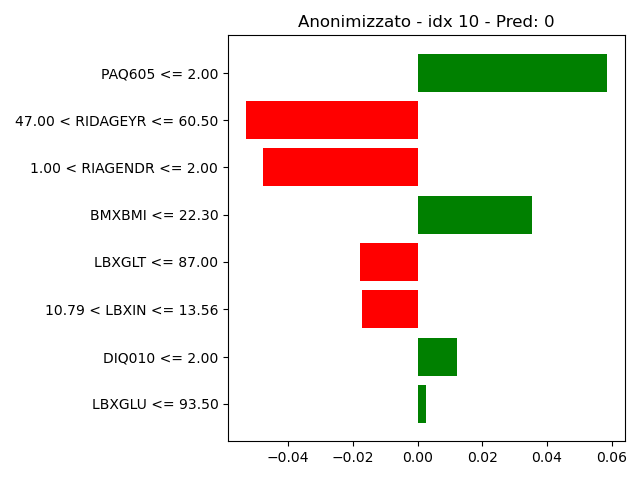 Anonimizzato - idx 10 - Pred: 0
PAQ605 <= 2.00
47.00 < RIDAGEYR <= 60.50
1.00 < RIAGENDR <= 2.00
BMXBMI <= 22.30
LBXGLT <= 87.00
10.79 < LBXIN <= 13.56
DIQ010 <= 2.00
LBXGLU <= 93.50
−0.04 −0.02 0.00 0.02 0.04 0.06